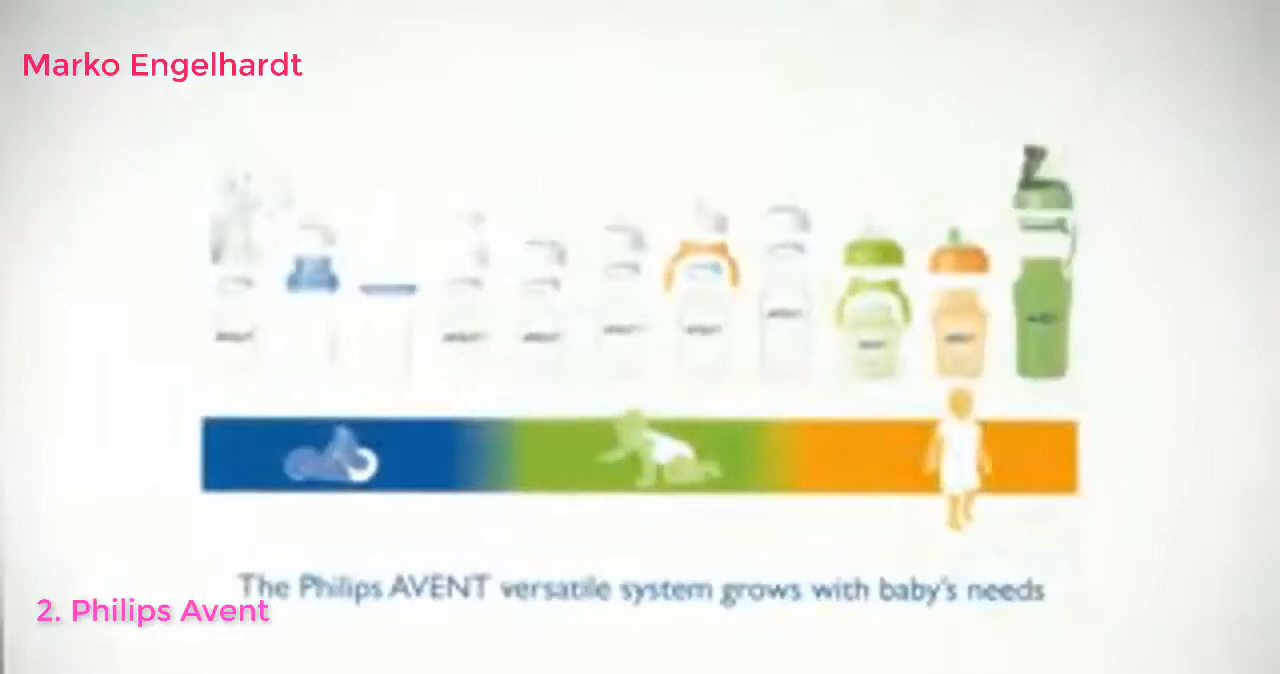 Marko Engelhardt
The Philips AVENT versatile system grows with baby's needs
2. Philips Avent